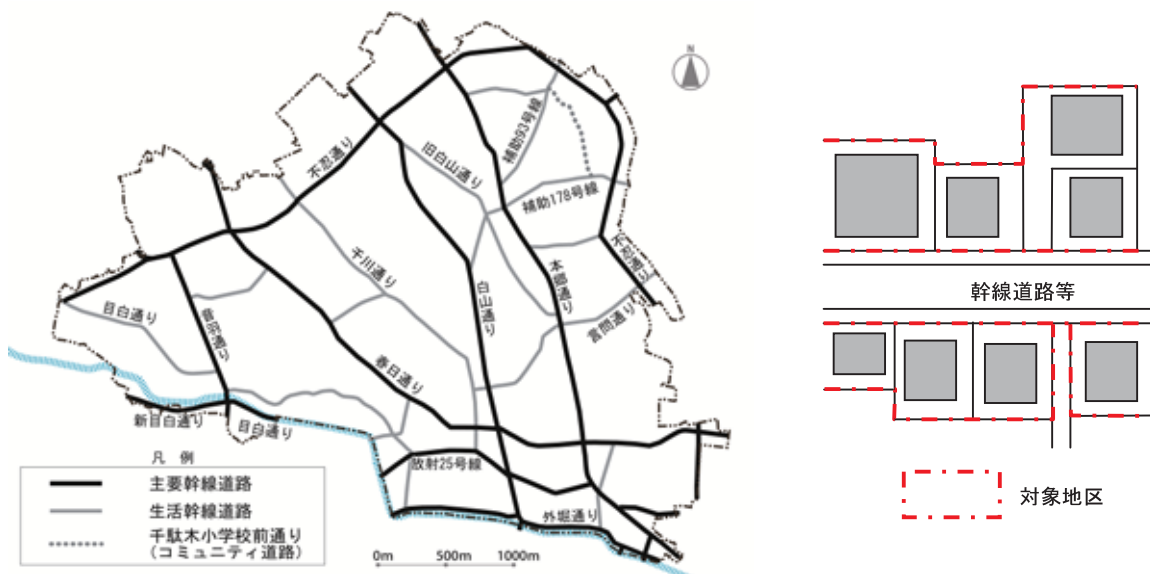 N
不忍通り
旧白山通り
補助93号線
補助178号線
千川通り
白山通り
本郷通り
不忍通り
言問通り
目白通り
音羽通り
春日通り
新目白通り
目白通り
放射25号線
外堀通り
凡 例
主要幹線道路
生活幹線道路
千駄木小学校前通り
(コミュニティ道路)
0m 500m 1000m
幹線道路等
対象地区